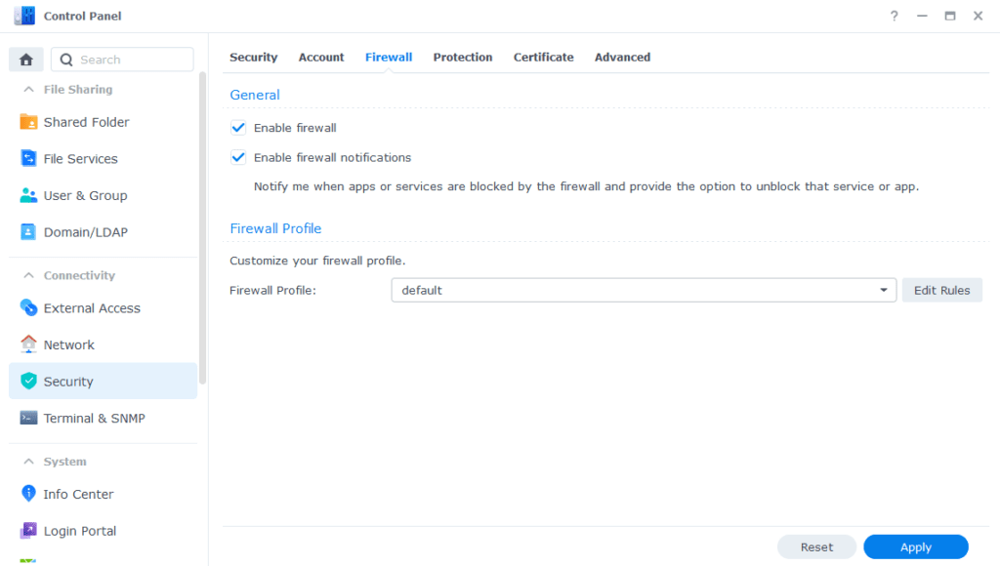 Control Panel
Search
File Sharing
Shared Folder
File Services
User & Group
Domain/LDAP
Connectivity
External Access
Network
Security
Terminal & SNMP
System
Info Center
Login Portal
Security Account Firewall Protection Certificate Advanced
General
Enable firewall
Enable firewall notifications
Notify me when apps or services are blocked by the firewall and provide the option to unblock that service or app.
Firewall Profile
Customize your firewall profile.
Firewall Profile: default Edit Rules
Reset Apply